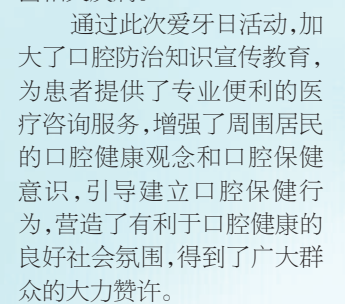 通过此次爱牙日活动,加
大了口腔防治知识宣传教育,
为患者提供了专业便利的医
疗咨询服务,增强了周围居民
的口腔健康观念和口腔保健
意识,引导建立口腔保健行
为,营造了有利于口腔健康的
良好社会氛围,得到了广大群
众的大力赞许。